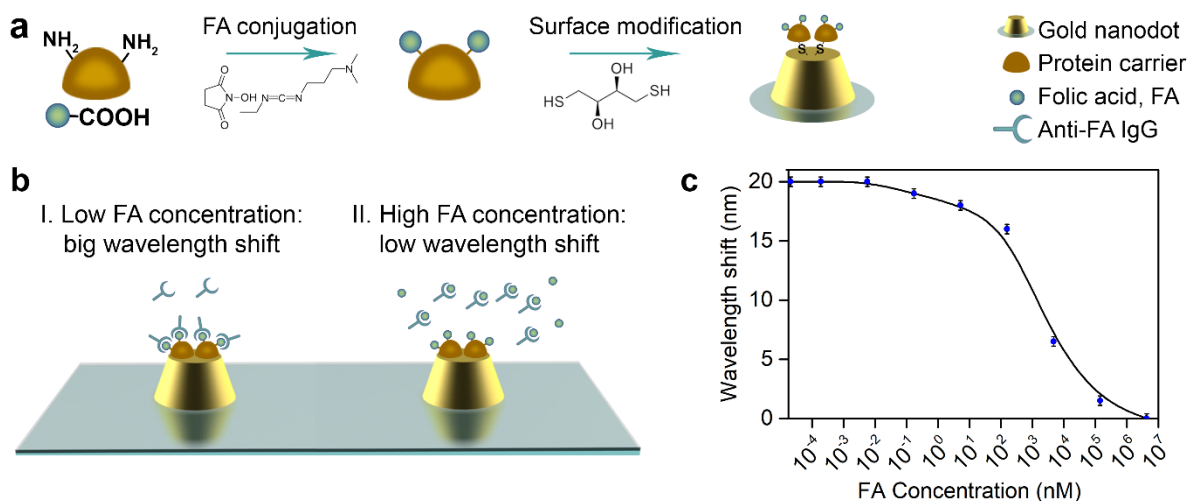 a
NH2
NH2
COOH
FA conjugation
O
N-OH
O
N
N=C=N
Surface modification
OH
HS
SH
OH
S
S
Gold nanodot
Protein carrier
Folic acid, FA
Anti-FA IgG
b
I. Low FA concentration:
big wavelength shift
II. High FA concentration:
low wavelength shift
c
Wavelength shift (nm)
20
15
10
5
0
10-4
10-3
10-2
10-1
100
101
102
103
104
105
106
107
FA Concentration (nM)